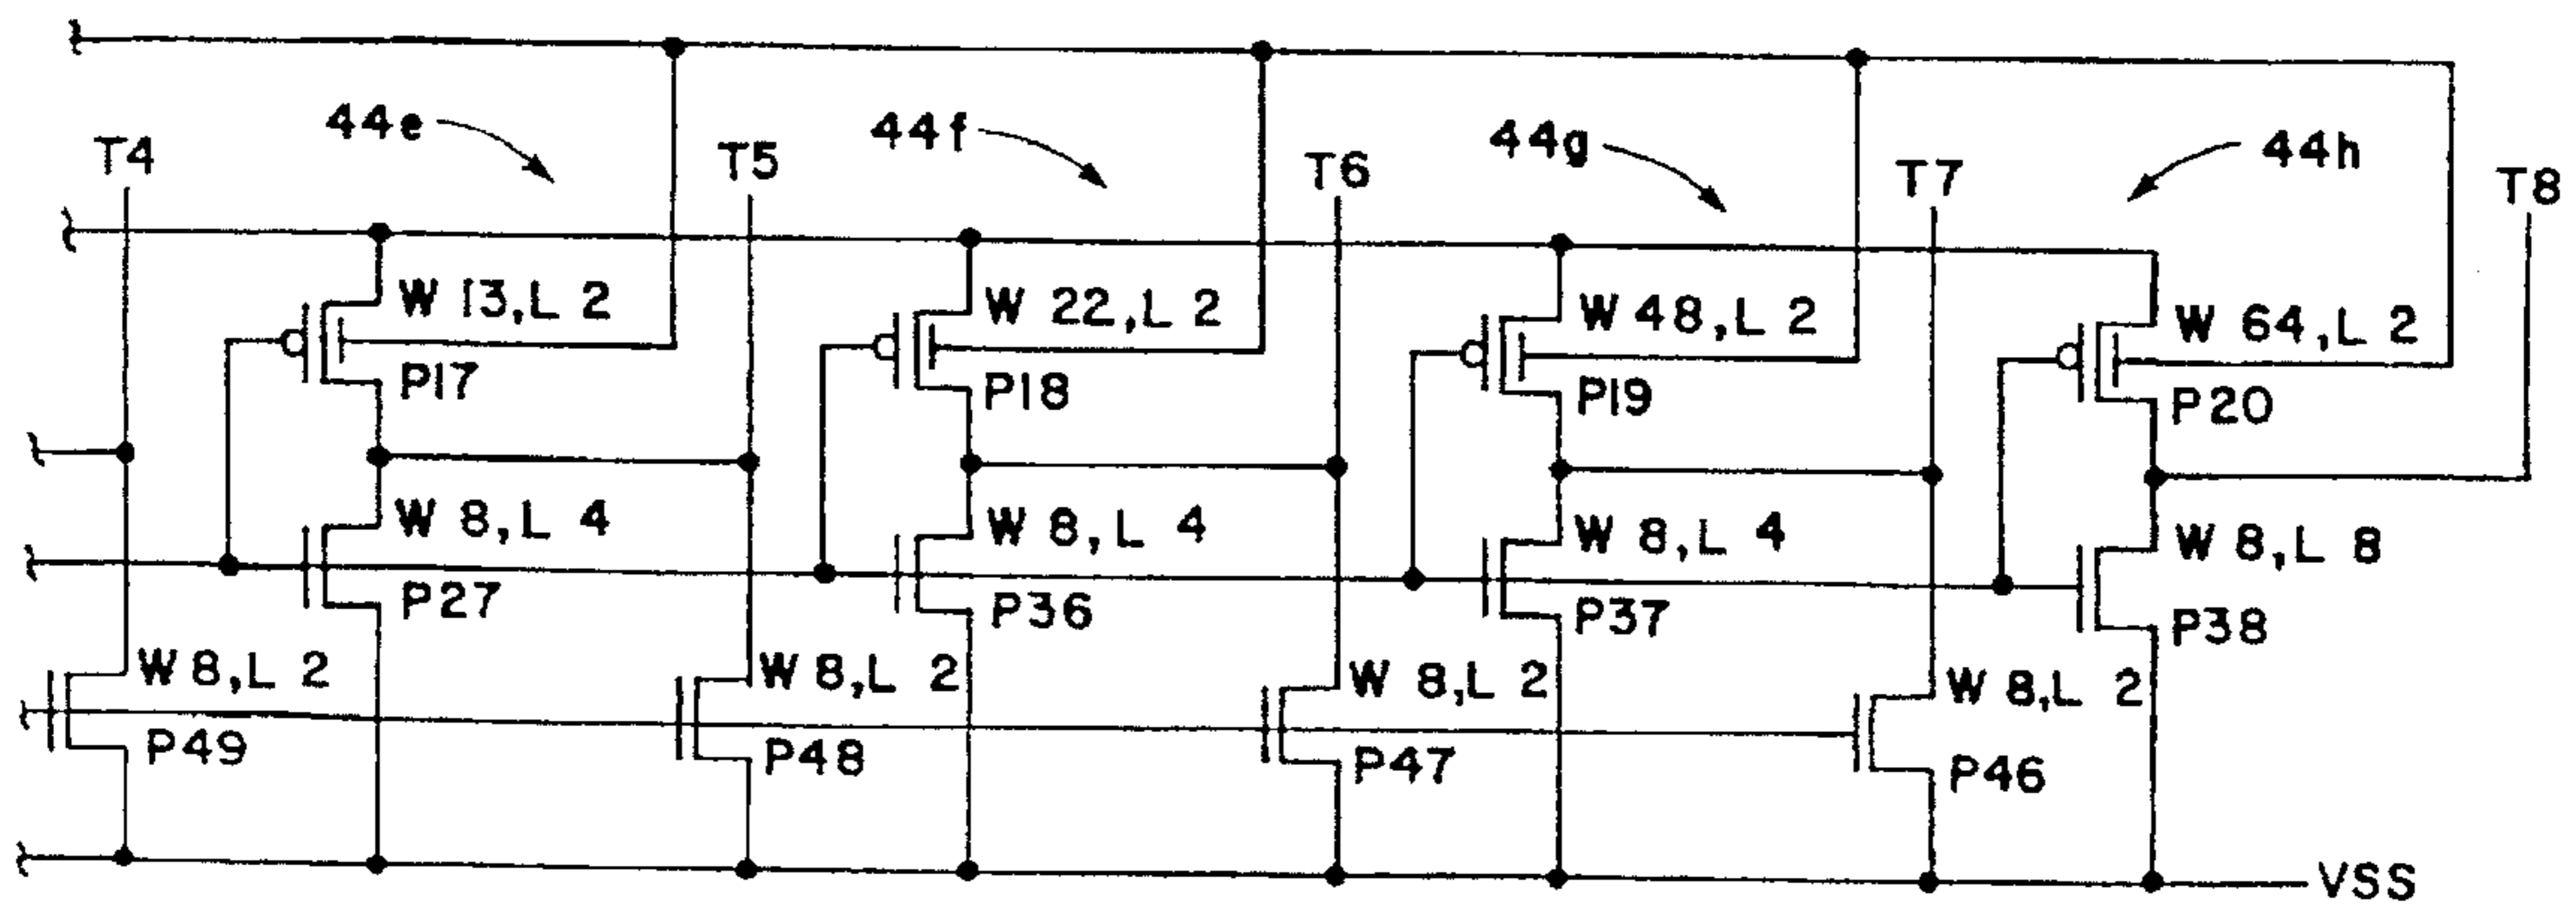 44e
44f
44g
44h
T4
T5
T6
T7
T8
W 13,L 2
P17
W 22,L 2
P18
W 48,L 2
P19
W 64,L 2
P20
W 8,L 4
P27
W 8,L 4
P36
W 8,L 4
P37
W 8,L 8
P38
W 8,L 2
P49
W 8,L 2
P48
W 8,L 2
P47
W 8,L 2
P46
VSS